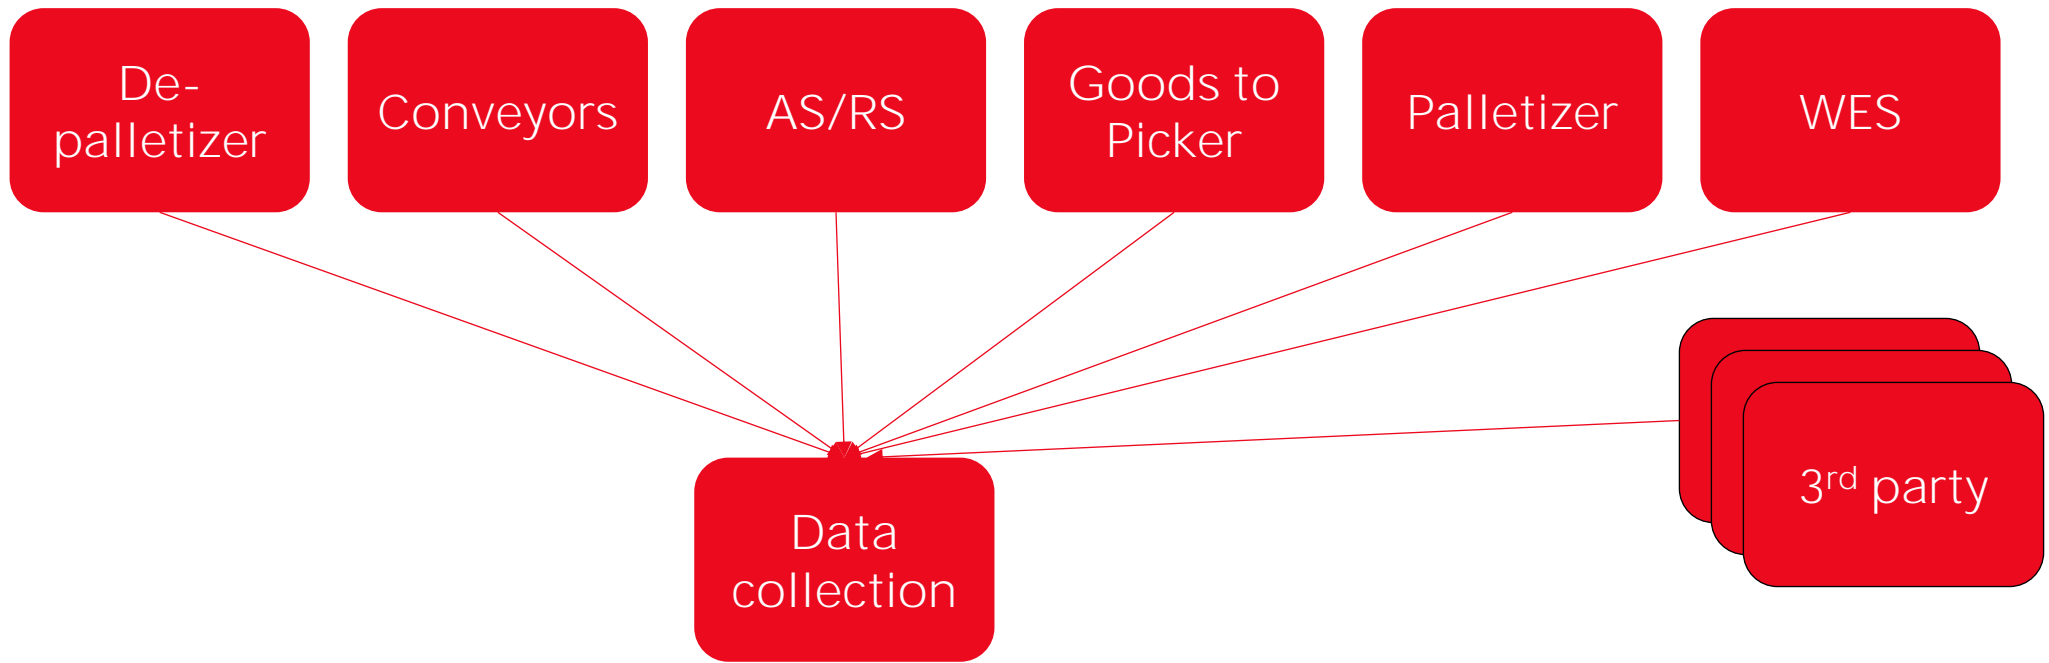 De-
palletizer
Conveyors
AS/RS
Goods to
Picker
Palletizer
WES
3rd party
Data
collection